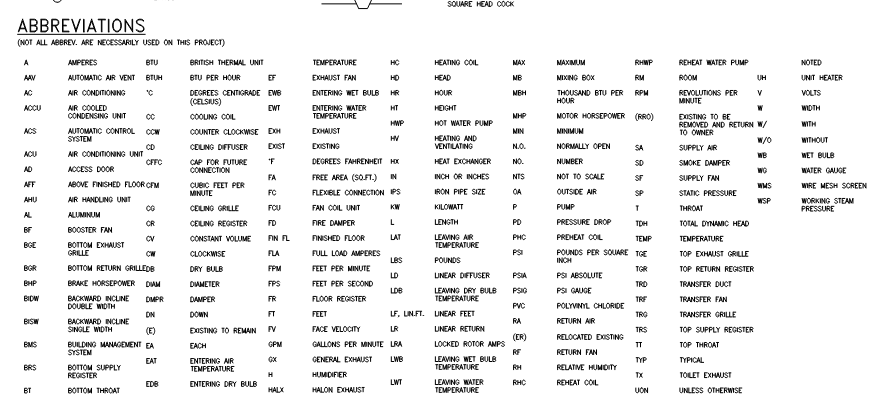 SQUARE HEAD COCK
ABBREVIATIONS
(NOT ALL ABBREV. ARE NECESSARILY USED ON THIS PROJECT)
A AMPERES
AAV AUTOMATIC AIR VENT
AC AIR CONDITIONING
ACCU AIR COOLED
CONDENSING UNIT
ACS AUTOMATIC CONTROL
SYSTEM
ACU AIR CONDITIONING UNIT
AD ACCESS DOOR
AFF ABOVE FINISHED FLOOR
AHU AIR HANDLING UNIT
AL ALUMINUM
BF BOOSTER FAN
BGE BOTTOM EXHAUST
GRILLE
BGR BOTTOM RETURN GRILLE
BHP BRAKE HORSEPOWER
BIDW BACKWARD INCLINE
DOUBLE WIDTH
BISW BACKWARD INCLINE
SINGLE WIDTH
BMS BUILDING MANAGEMENT
SYSTEM
BRS BOTTOM SUPPLY
REGISTER
BT BOTTOM THROAT
BTU BRITISH THERMAL UNIT
BTUH BTU PER HOUR
°C DEGREES CENTIGRADE
(CELSIUS)
CC COOLING COIL
CCW COUNTER CLOCKWISE
CD CEILING DIFFUSER
CFFC CAP FOR FUTURE
CONNECTION
CFM CUBIC FEET PER
MINUTE
CG CEILING GRILLE
CR CEILING REGISTER
CV CONSTANT VOLUME
CW CLOCKWISE
DB DRY BULB
DIAM DIAMETER
DMPR DAMPER
DN DOWN
(E) EXISTING TO REMAIN
EA EACH
EAT ENTERING AIR
TEMPERATURE
EDB ENTERING DRY BULB
TEMPERATURE
EF EXHAUST FAN
EWB ENTERING WET BULB
EWT ENTERING WATER
TEMPERATURE
EXH EXHAUST
EXIST EXISTING
°F DEGREES FAHRENHEIT
FA FREE AREA (SQ.FT.)
FC FLEXIBLE CONNECTION
FCU FAN COIL UNIT
FD FIRE DAMPER
FIN FL FINISHED FLOOR
FLA FULL LOAD AMPERES
FPM FEET PER MINUTE
FPS FEET PER SECOND
FR FLOOR REGISTER
FT FEET
FV FACE VELOCITY
GPM GALLONS PER MINUTE
GX GENERAL EXHAUST
H HUMIDIFIER
HALX HALON EXHAUST
HC HEATING COIL
HD HEAD
HR HOUR
HT HEIGHT
HWP HOT WATER PUMP
HV HEATING AND
VENTILATING
HX HEAT EXCHANGER
IN INCH OR INCHES
IPS IRON PIPE SIZE
KW KILOWATT
L LENGTH
LAT LEAVING AIR
TEMPERATURE
LBS POUNDS
LD LINEAR DIFFUSER
LDB LEAVING DRY BULB
TEMPERATURE
LF, LIN.FT. LINEAR FEET
LR LINEAR RETURN
LRA LOCKED ROTOR AMPS
LWB LEAVING WET BULB
TEMPERATURE
LWT LEAVING WATER
TEMPERATURE
MAX MAXIMUM
MB MIXING BOX
MBH THOUSAND BTU PER
HOUR
MHP MOTOR HORSEPOWER
MIN MINIMUM
N.O. NORMALLY OPEN
NO. NUMBER
NTS NOT TO SCALE
OA OUTSIDE AIR
P PUMP
PD PRESSURE DROP
PHC PREHEAT COIL
PSI POUNDS PER SQUARE
INCH
PSIA PSI ABSOLUTE
PSIG PSI GAUGE
PVC POLYVINYL CHLORIDE
RA RETURN AIR
(ER) RELOCATED EXISTING
RF RETURN FAN
RH RELATIVE HUMIDITY
RHC REHEAT COIL
RHWP REHEAT WATER PUMP
RM ROOM
RPM REVOLUTIONS PER
MINUTE
(RRO) EXISTING TO BE
REMOVED AND RETURN
TO OWNER
SA SUPPLY AIR
SD SMOKE DAMPER
SF SUPPLY FAN
SP STATIC PRESSURE
T THROAT
TDH TOTAL DYNAMIC HEAD
TEMP TEMPERATURE
TGE TOP EXHAUST GRILLE
TGR TOP RETURN REGISTER
TRD TRANSFER DUCT
TRF TRANSFER FAN
TRG TRANSFER GRILLE
TRS TOP SUPPLY REGISTER
TT TOP THROAT
TYP TYPICAL
TX TOILET EXHAUST
UON UNLESS OTHERWISE
NOTED
UH UNIT HEATER
V VOLTS
W WIDTH
W/ WITH
W/O WITHOUT
WB WET BULB
WG WATER GAUGE
WMS WIRE MESH SCREEN
WSP WORKING STEAM
PRESSURE